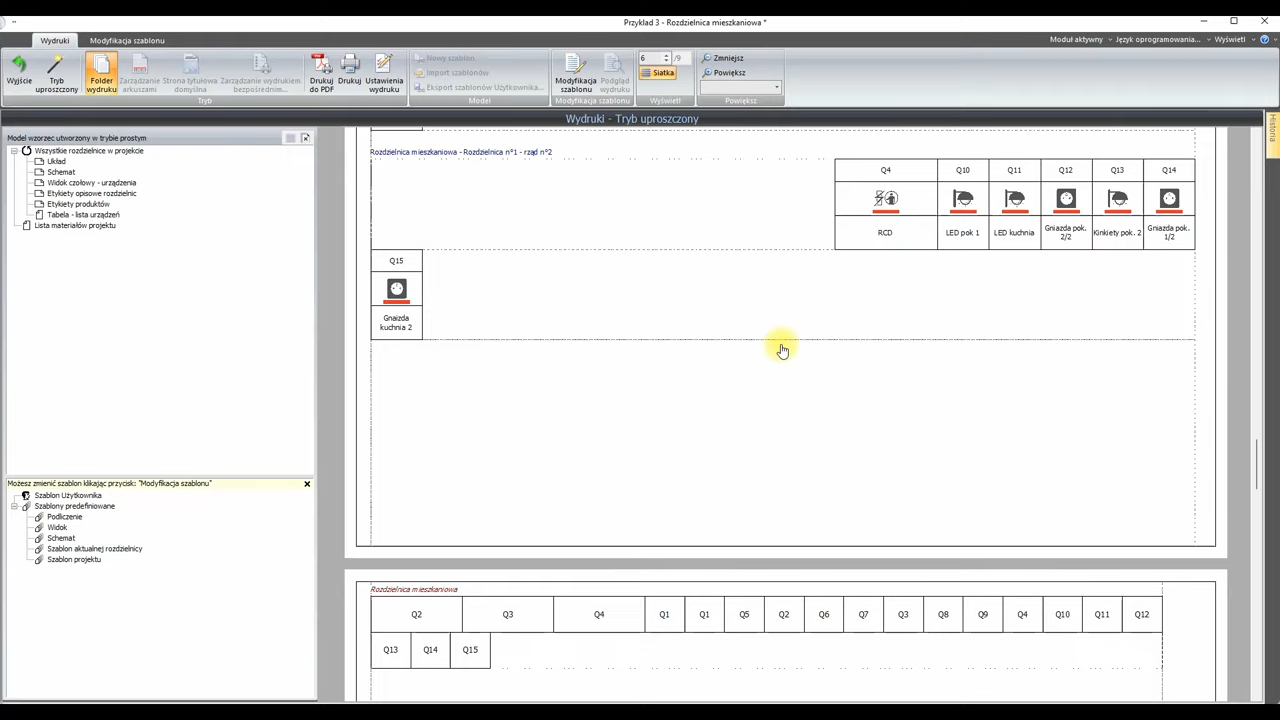 Przyklad 3 - Rozdzielnica mieszkaniowa *
Wydruki
Modyfikacja szablonu
Moduł aktywny
Język oprogramowania...
Wyświetl
Wyjście
Tryb uproszczony
Folder wydruku
Zarządzanie arkuszami
Strona tytułowa domyślna
Zarządzanie wydrukiem bezpośrednim...
Drukuj do PDF
Drukuj
Ustawienia wydruku
Nowy szablon
Import szablonów
Eksport szablonów Użytkownika...
Modyfikacja szablonu
Podgląd wydruku
6 /9
Siatka
Zmniejsz
Powiększ
Tryb
Model
Modyfikacja szablonu
Wyświetl
Powiększ
Wydruki - Tryb uproszczony
Historia
Model wzorzec utworzony w trybie prostym
Wszystkie rozdzielnice w projekcie
Układ
Schemat
Widok czołowy - urządzenia
Etykiety opisowe rozdzielnic
Etykiety produktów
Tabela - lista urządzeń
Lista materiałów projektu
Możesz zmienić szablon klikając przycisk: "Modyfikacja szablonu"
Szablon Użytkownika
Szablony predefiniowane
Podliczenie
Widok
Schemat
Szablon aktualnej rozdzielnicy
Szablon projektu
Rozdzielnica mieszkaniowa - Rozdzielnica n°1 - rząd n°2
Q4 Q10 Q11 Q12 Q13 Q14
RCD
LED pok 1
LED kuchnia
Gniazda pok. 2/2
Kinkiety pok. 2
Gniazda pok. 1/2
Q15
Gnaizda
kuchnia 2
Rozdzielnica mieszkaniowa
Q2 Q3 Q4 Q1 Q1 Q5 Q2 Q6 Q7 Q3 Q8 Q9 Q4 Q10 Q11 Q12
Q13 Q14 Q15